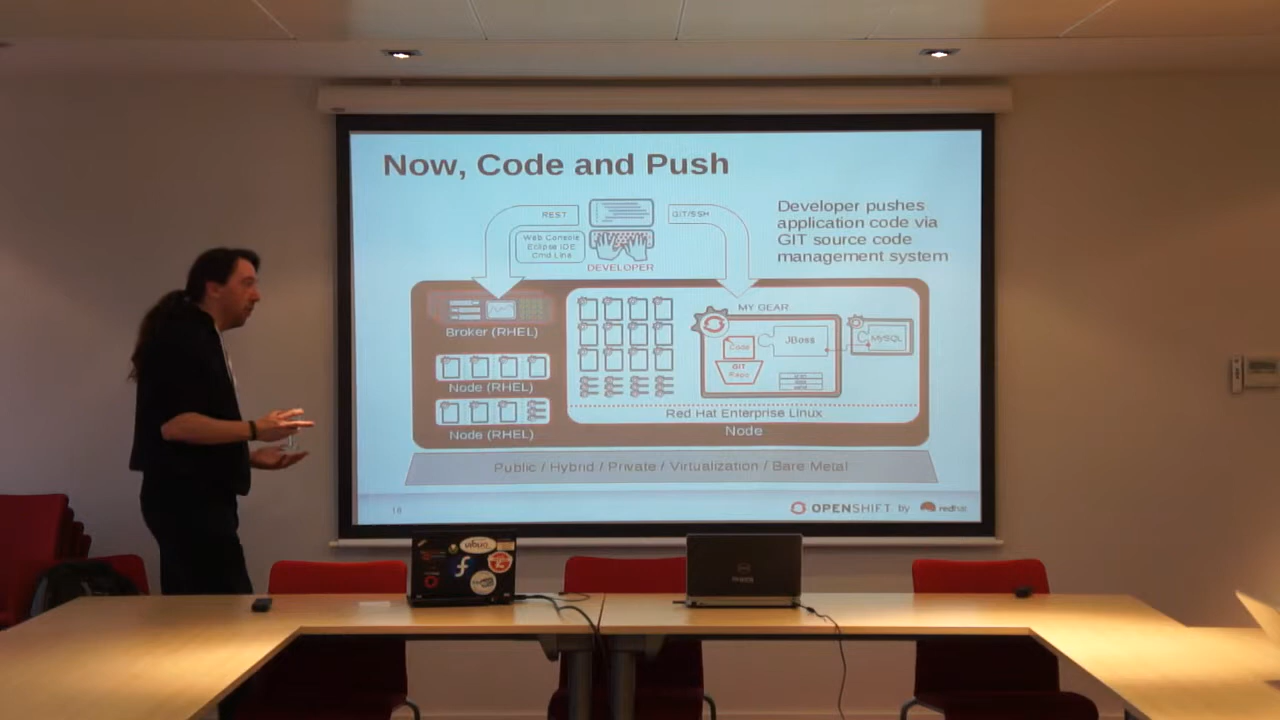 Now, Code and Push
REST
GIT/SSH
Web Console
Eclipse IDE
Cmd Line
DEVELOPER
Developer pushes
application code via
GIT source code
management system
Broker (RHEL)
Node (RHEL)
Node (RHEL)
MY GEAR
Code
GIT
Repo
JBoss
MySQL
Red Hat Enterprise Linux
Node
Public / Hybrid / Private / Virtualization / Bare Metal
16
OPENSHIFT by redhat
DELL